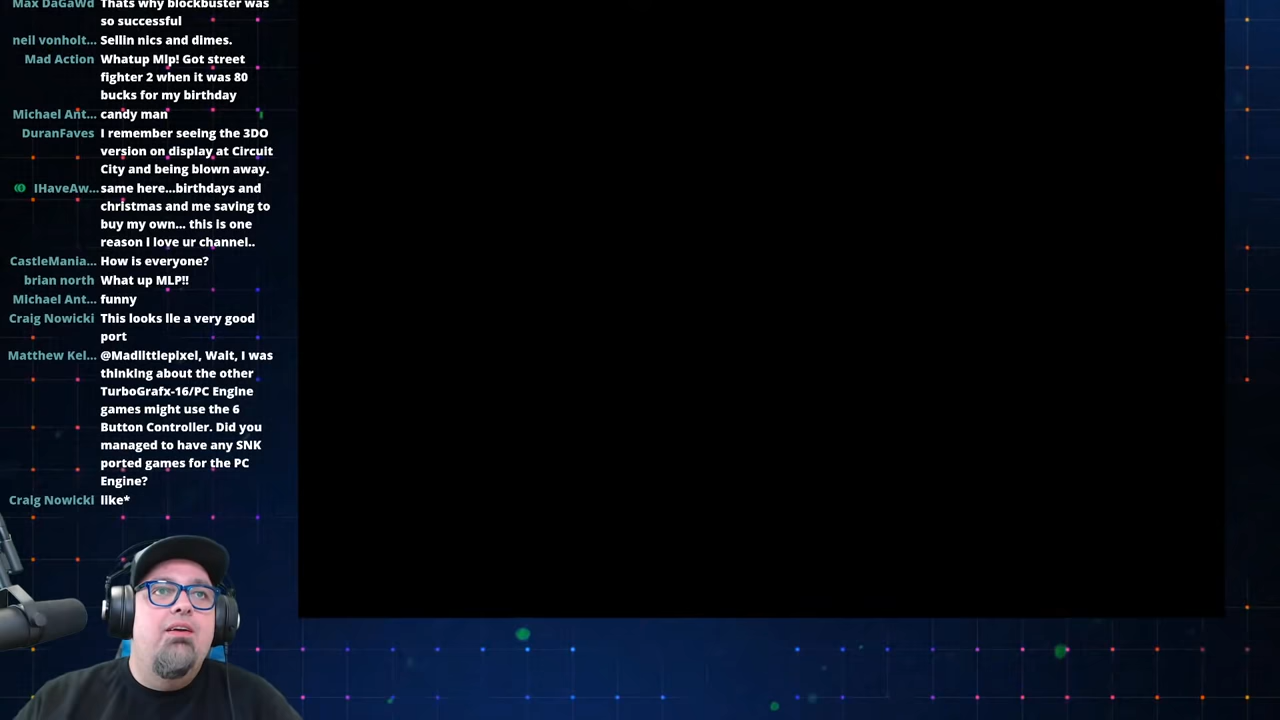 Max DaGaWd Thats why blockbuster was
so successful
neil vonholt... Sellin nics and dimes.
Mad Action Whatup Mlp! Got street
fighter 2 when it was 80
bucks for my birthday
Michael Ant... candy man
DuranFaves I remember seeing the 3DO
version on display at Circuit
City and being blown away.
IHaveAw... same here...birthdays and
christmas and me saving to
buy my own... this is one
reason I love ur channel..
CastleMania... How is everyone?
brian north What up MLP!!
Michael Ant... funny
Craig Nowicki This looks lle a very good
port
Matthew Kel... @Madlittlepixel, Wait, I was
thinking about the other
TurboGrafx-16/PC Engine
games might use the 6
Button Controller. Did you
managed to have any SNK
ported games for the PC
Engine?
Craig Nowicki like*